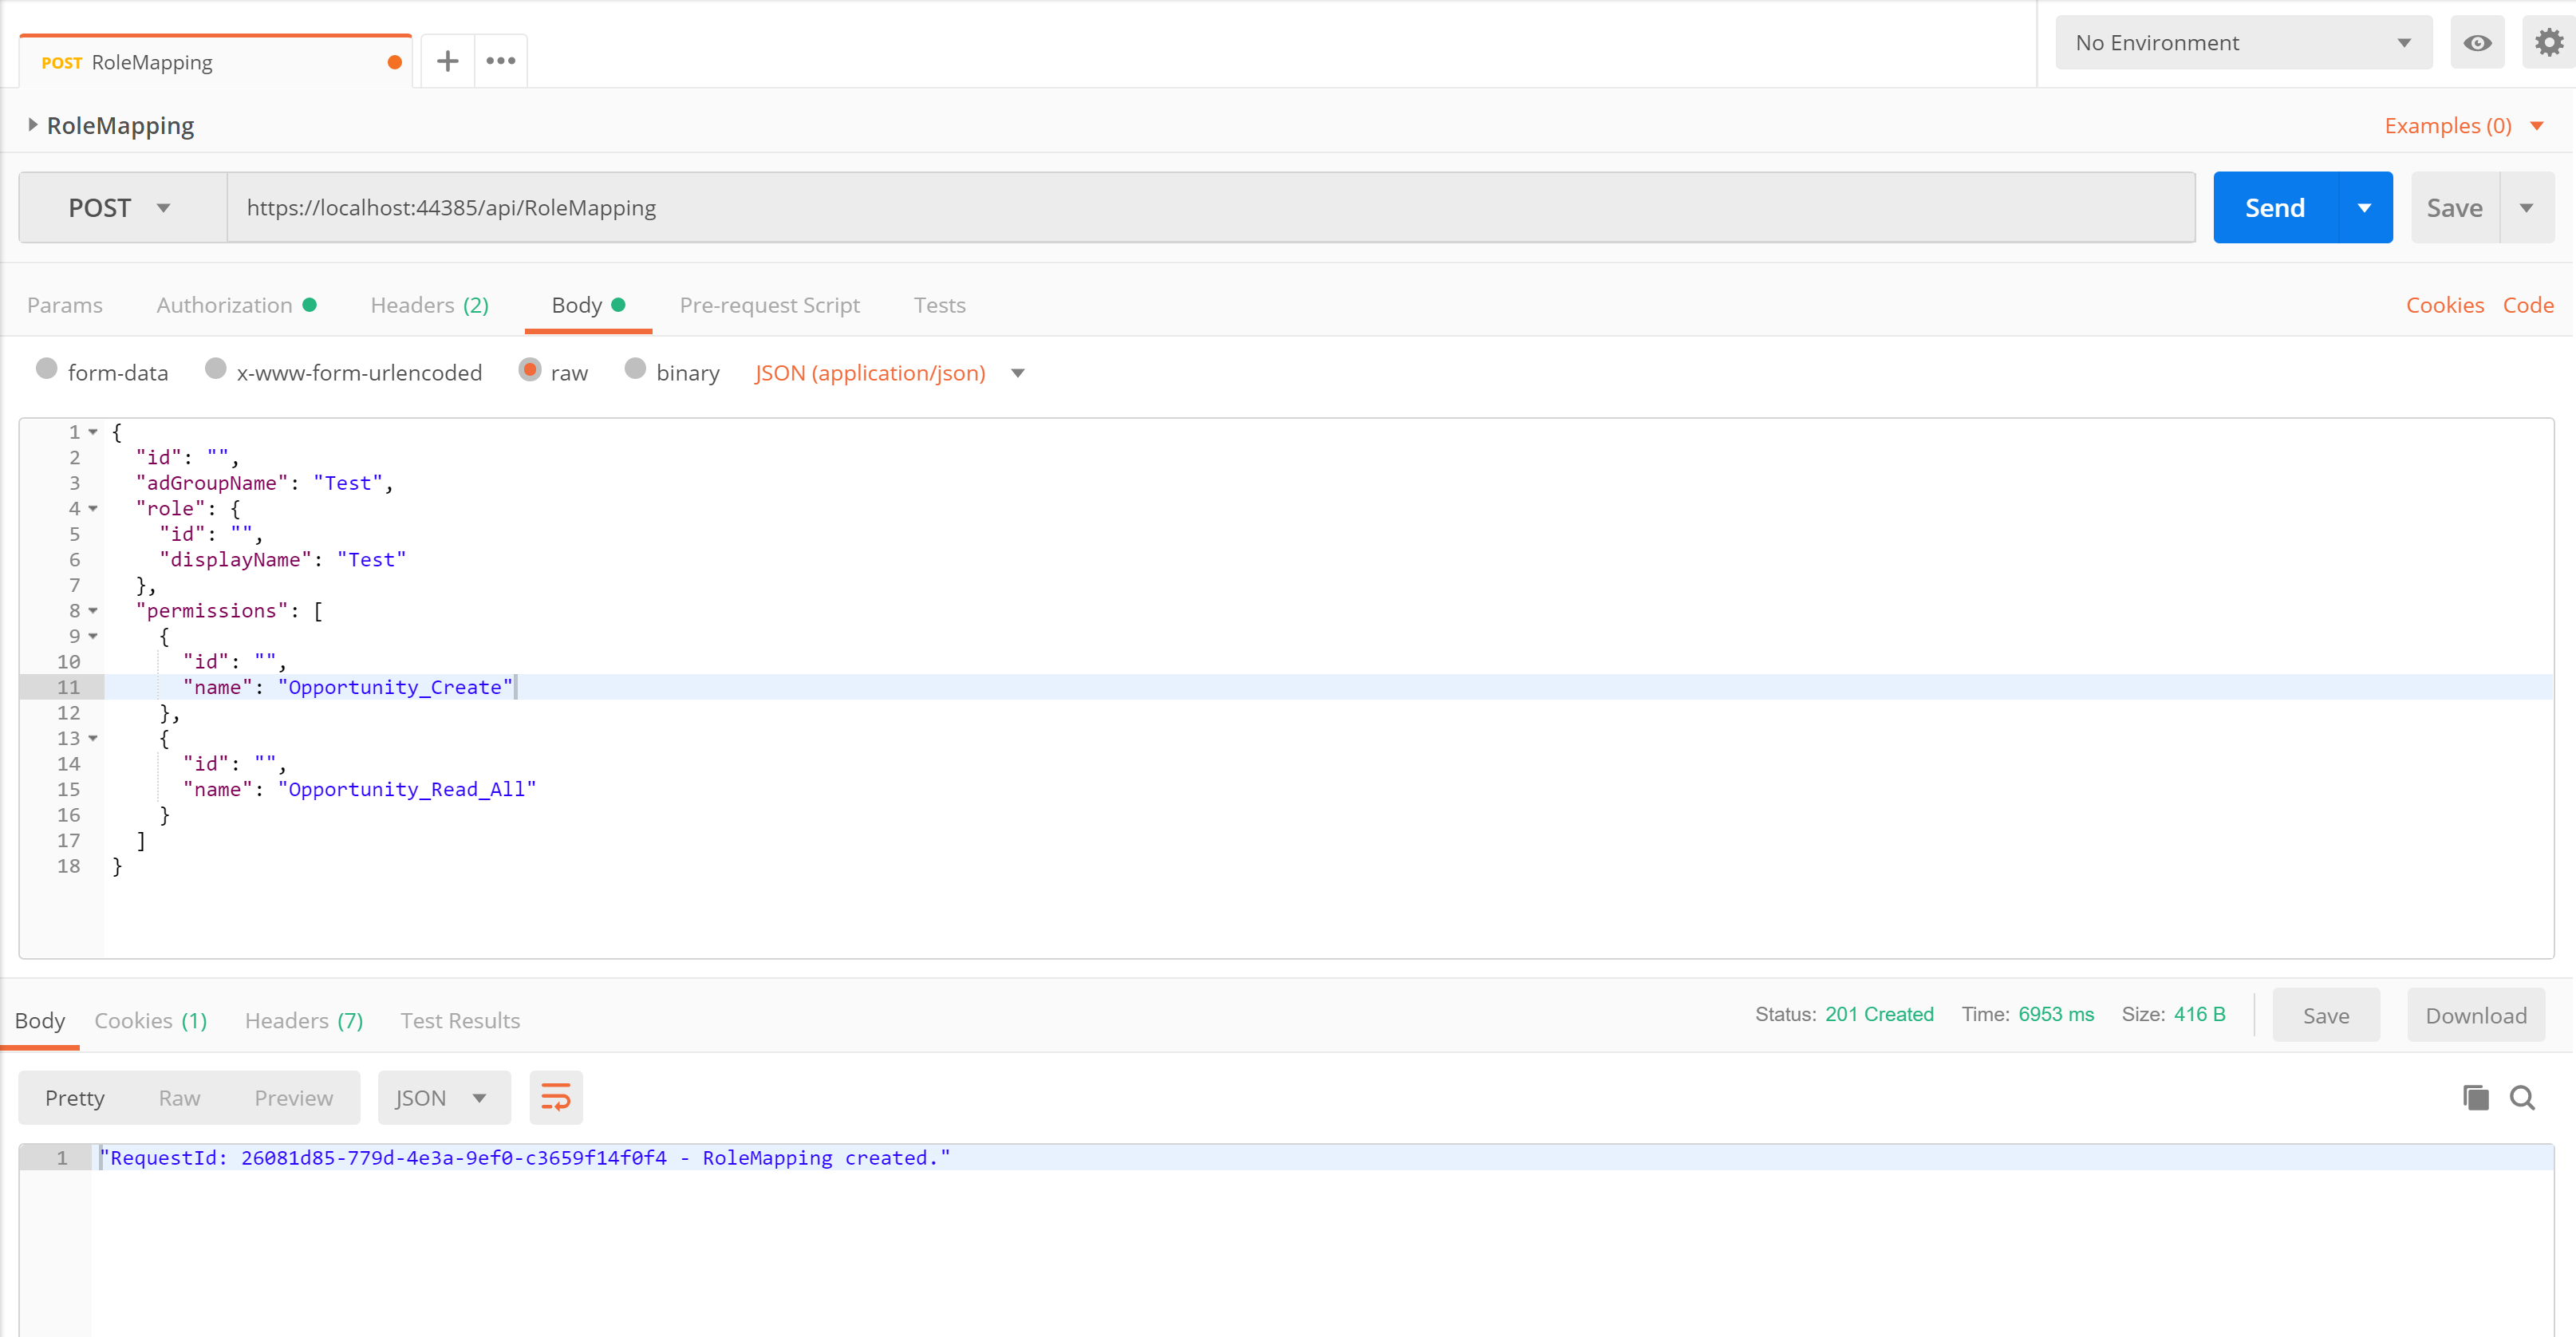 POST RoleMapping
No Environment
RoleMapping
Examples (0)
POST
https://localhost:44385/api/RoleMapping
Send
Save
Params Authorization Headers (2) Body Pre-request Script Tests
Cookies Code
form-data x-www-form-urlencoded raw binary JSON (application/json)
1 {
2 "id": "",
3 "adGroupName": "Test",
4 "role": {
5 "id": "",
6 "displayName": "Test"
7 },
8 "permissions": [
9 {
10 "id": "",
11 "name": "Opportunity_Create"
12 },
13 {
14 "id": "",
15 "name": "Opportunity_Read_All"
16 }
17 ]
18 }
Body Cookies (1) Headers (7) Test Results
Status: 201 Created Time: 6953 ms Size: 416 B
Save Download
Pretty Raw Preview JSON
1 "RequestId: 26081d85-779d-4e3a-9ef0-c3659f14f0f4 - RoleMapping created."